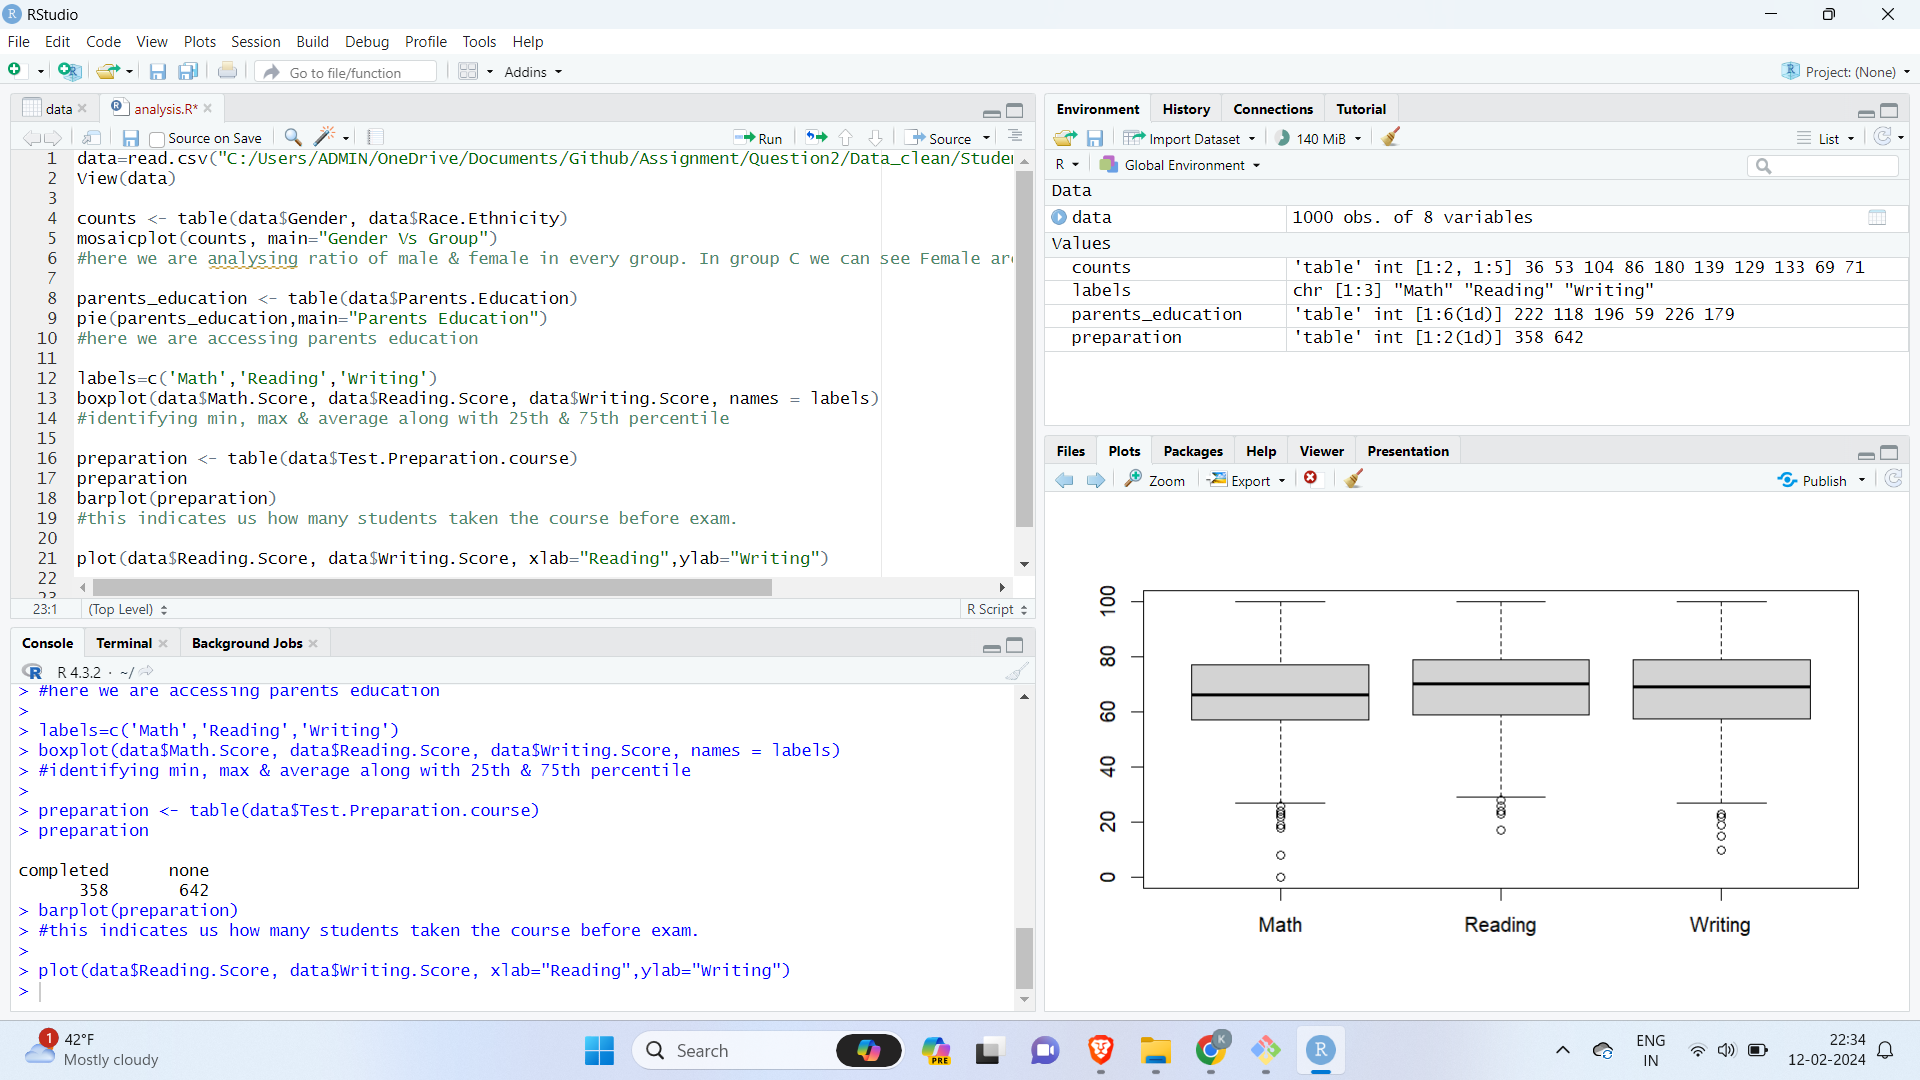 RStudio
File Edit Code View Plots Session Build Debug Profile Tools Help
Go to file/function Addins Project: (None)
data analysis.R*
Source on Save Run Source
1 data=read.csv("C:/Users/ADMIN/OneDrive/Documents/Github/Assignment/Question2/Data_clean/Studen
2 View(data)
3
4 counts <- table(data$Gender, data$Race.Ethnicity)
5 mosaicplot(counts, main="Gender Vs Group")
6 #here we are analysing ratio of male & female in every group. In group C we can see Female are
7
8 parents_education <- table(data$Parents.Education)
9 pie(parents_education,main="Parents Education")
10 #here we are accessing parents education
11
12 labels=c('Math','Reading','Writing')
13 boxplot(data$Math.Score, data$Reading.Score, data$Writing.Score, names = labels)
14 #identifying min, max & average along with 25th & 75th percentile
15
16 preparation <- table(data$Test.Preparation.course)
17 preparation
18 barplot(preparation)
19 #this indicates us how many students taken the course before exam.
20
21 plot(data$Reading.Score, data$Writing.Score, xlab="Reading",ylab="Writing")
22
23
23:1 (Top Level) R Script
Console Terminal Background Jobs
R R 4.3.2 · ~/
> #here we are accessing parents education
>
> labels=c('Math','Reading','Writing')
> boxplot(data$Math.Score, data$Reading.Score, data$Writing.Score, names = labels)
> #identifying min, max & average along with 25th & 75th percentile
>
> preparation <- table(data$Test.Preparation.course)
> preparation
completed none
358 642
> barplot(preparation)
> #this indicates us how many students taken the course before exam.
>
> plot(data$Reading.Score, data$Writing.Score, xlab="Reading",ylab="Writing")
>
Environment History Connections Tutorial
Import Dataset 140 MiB List
R Global Environment
Data
data 1000 obs. of 8 variables
Values
counts 'table' int [1:2, 1:5] 36 53 104 86 180 139 129 133 69 71
labels chr [1:3] "Math" "Reading" "Writing"
parents_education 'table' int [1:6(1d)] 222 118 196 59 226 179
preparation 'table' int [1:2(1d)] 358 642
Files Plots Packages Help Viewer Presentation
Zoom Export Publish
100
80
60
40
20
0
Math Reading Writing
1 42°F
Mostly cloudy
Search
PRE
K
R
ENG
IN
22:34
12-02-2024